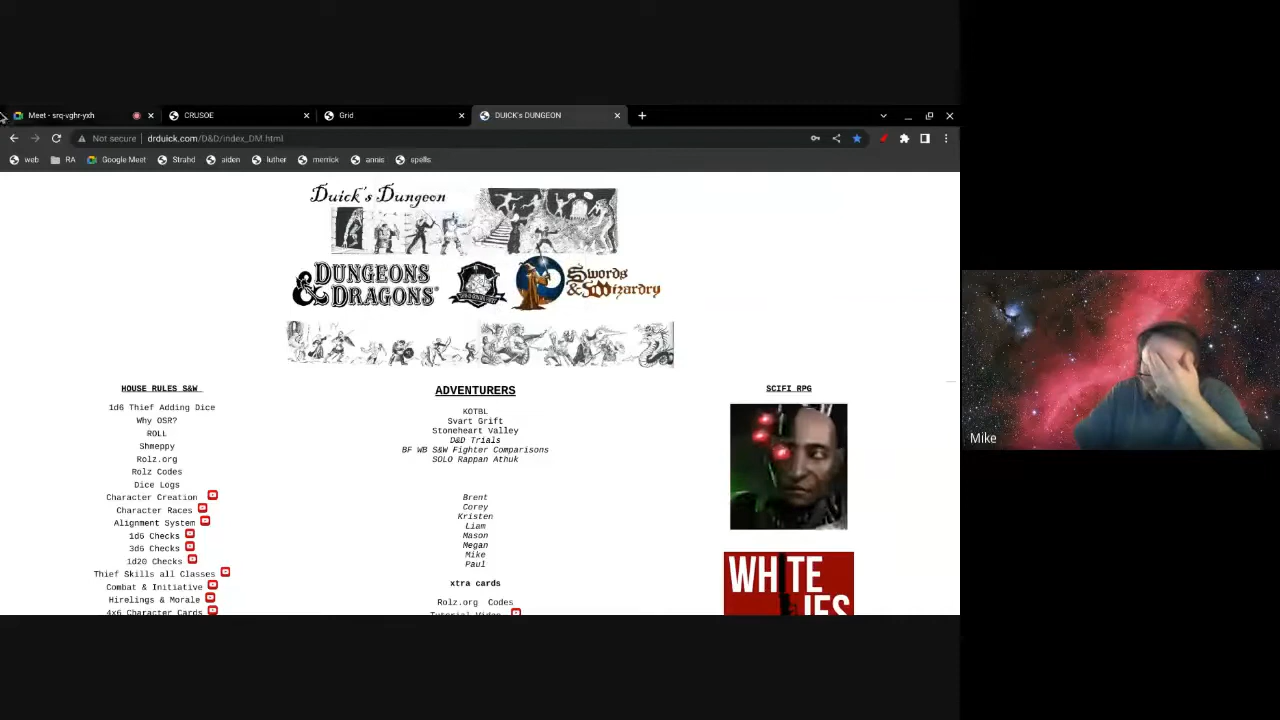 Meet - srq-vghr-yxh
CRUSOE
Grid
DUICK's DUNGEON
Not secure
drduick.com/D&D/index_DM.html
web
RA
Google Meet
Strahd
aiden
luther
merrick
annis
spells
Duick's Dungeon
DUNGEONS & DRAGONS®
Swords & Wizardry
HOUSE RULES S&W
1d6 Thief Adding Dice
Why OSR?
ROLL
Shmeppy
Rolz.org
Rolz Codes
Dice Logs
Character Creation
Character Races
Alignment System
1d6 Checks
3d6 Checks
1d20 Checks
Thief Skills all Classes
Combat & Initiative
Hirelings & Morale
4x6 Character Cards
ADVENTURERS
KOTBL
Svart Grift
Stoneheart Valley
D&D Trials
BF WB S&W Fighter Comparisons
SOLO Rappan Athuk
Brent
Corey
Kristen
Liam
Mason
Megan
Mike
Paul
xtra cards
Rolz.org Codes
Tutorial Video
SCIFI RPG
WHITE
Mike